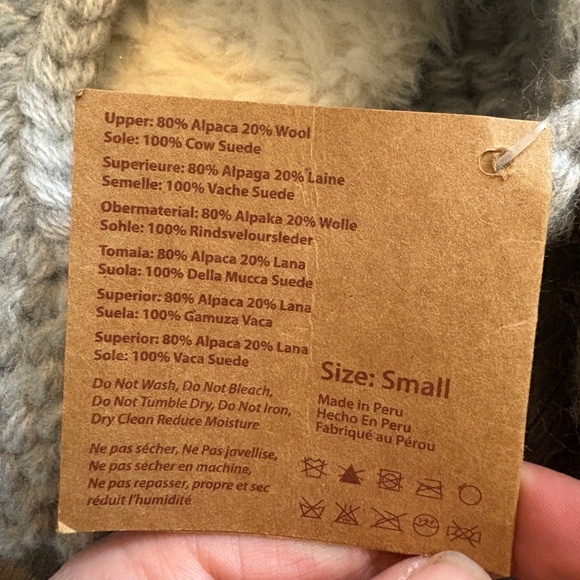 Upper: 80% Alpaca 20% Wool
Sole: 100% Cow Suede
Superieure: 80% Alpaga 20% Laine
Semelle: 100% Vache Suede
Obermaterial: 80% Alpaka 20% Wolle
Sohle: 100% Rindsveloursleder
Tomaia: 80% Alpaca 20% Lana
Suola: 100% Della Mucca Suede
Superior: 80% Alpaca 20% Lana
Suela: 100% Gamuza Vaca
Superior: 80% Alpaca 20% Lana
Sole: 100% Vaca Suede
Do Not Wash, Do Not Bleach,
Do Not Tumble Dry, Do Not Iron,
Dry Clean Reduce Moisture
Ne pas sécher, Ne Pas javellise,
Ne pas sécher en machine,
Ne pas repasser, propre et sec
réduit l'humidité
Size: Small
Made in Peru
Hecho En Peru
Fabriqué au Pérou